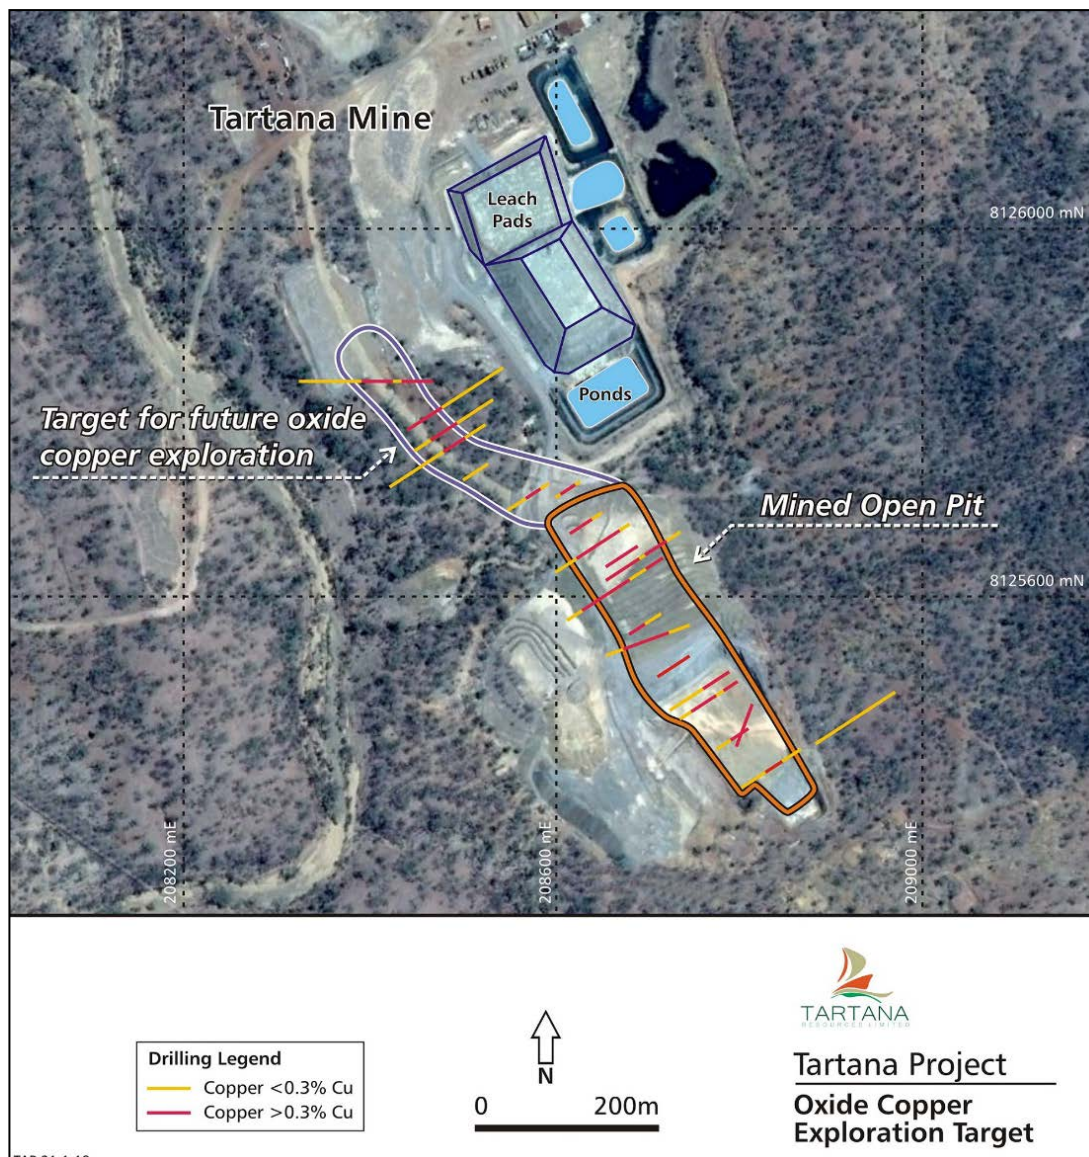 Tartana Mine
Leach
Pads
8126000 mN
Ponds
Target for future oxide
copper exploration
Mined Open Pit
8125600 mN
208200 mE
208600 mE
209000 mE
TARTANA
RESOURCES LIMITED
Drilling Legend
Copper <0.3% Cu
Copper >0.3% Cu
N
0 200m
Tartana Project
Oxide Copper
Exploration Target